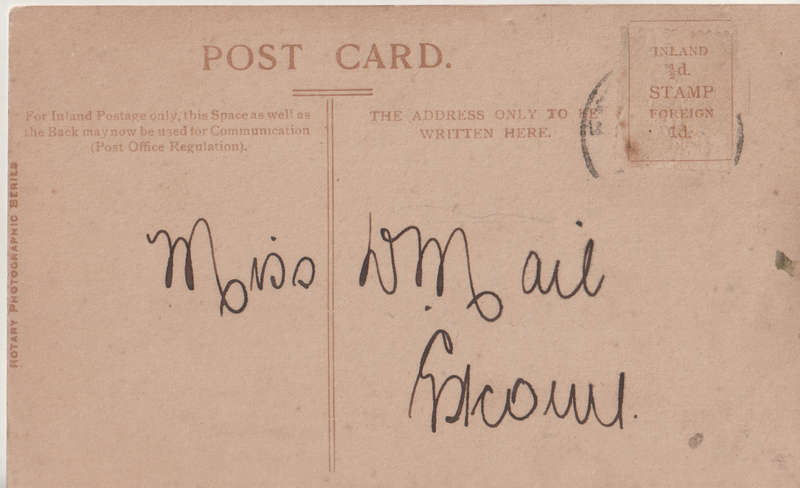 POST CARD.
For Inland Postage only, this Space as well as
the Back may now be used for Communication
(Post Office Regulation).
THE ADDRESS ONLY TO BE
WRITTEN HERE.
INLAND
½d.
STAMP
FOREIGN
1d.
ROTARY PHOTOGRAPHIC SERIES
Miss D. Mail